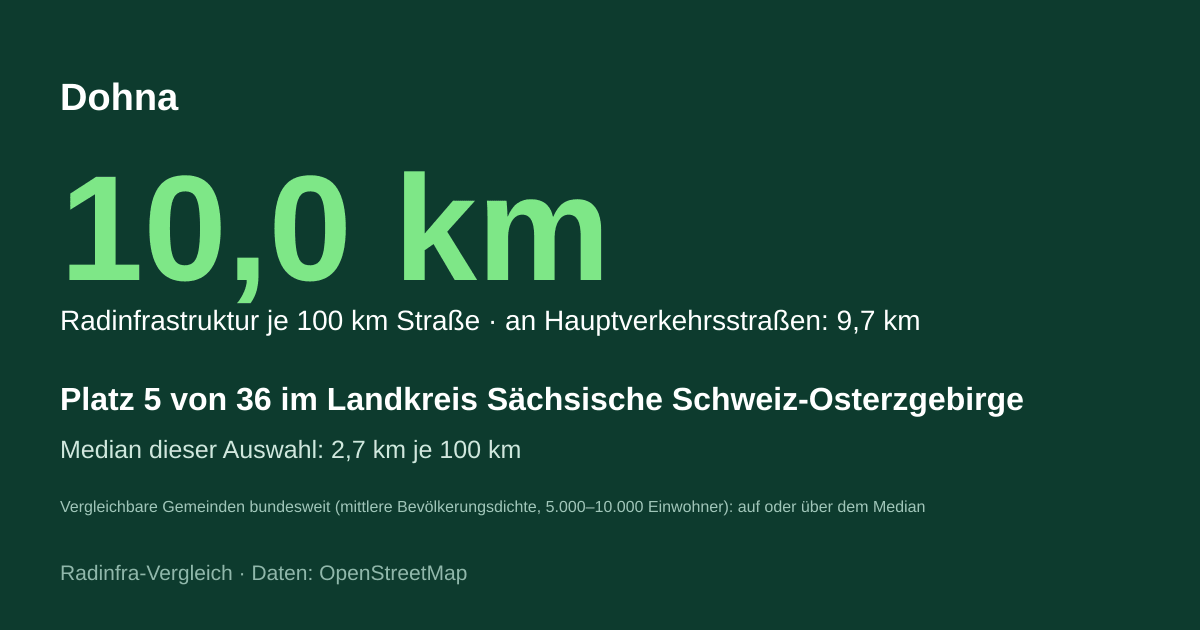 Dohna
10,0 km
Radinfrastruktur je 100 km Straße · an Hauptverkehrsstraßen: 9,7 km
Platz 5 von 36 im Landkreis Sächsische Schweiz-Osterzgebirge
Median dieser Auswahl: 2,7 km je 100 km
Vergleichbare Gemeinden bundesweit (mittlere Bevölkerungsdichte, 5.000–10.000 Einwohner): auf oder über dem Median
Radinfra-Vergleich · Daten: OpenStreetMap